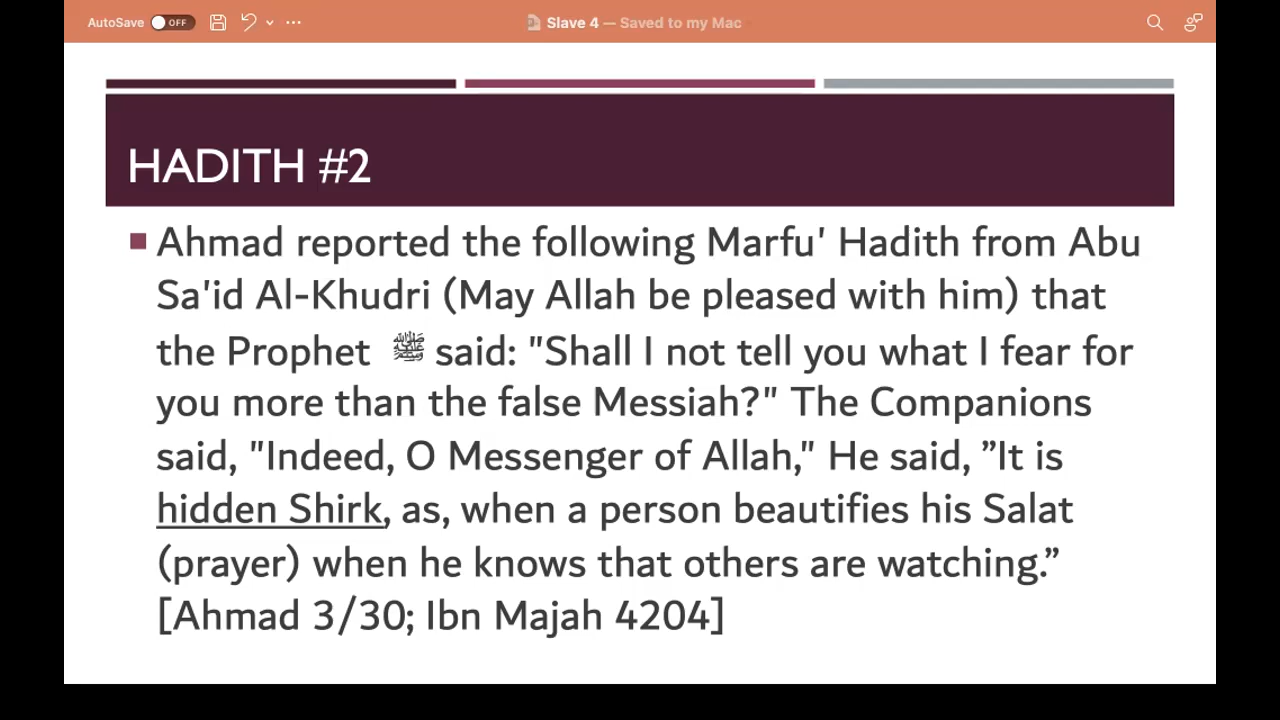 AutoSave OFF
Slave 4 — Saved to my Mac
HADITH #2
Ahmad reported the following Marfu' Hadith from Abu
Sa'id Al-Khudri (May Allah be pleased with him) that
the Prophet ﷺ said: "Shall I not tell you what I fear for
you more than the false Messiah?" The Companions
said, "Indeed, O Messenger of Allah," He said, ”It is
hidden Shirk, as, when a person beautifies his Salat
(prayer) when he knows that others are watching.”
[Ahmad 3/30; Ibn Majah 4204]